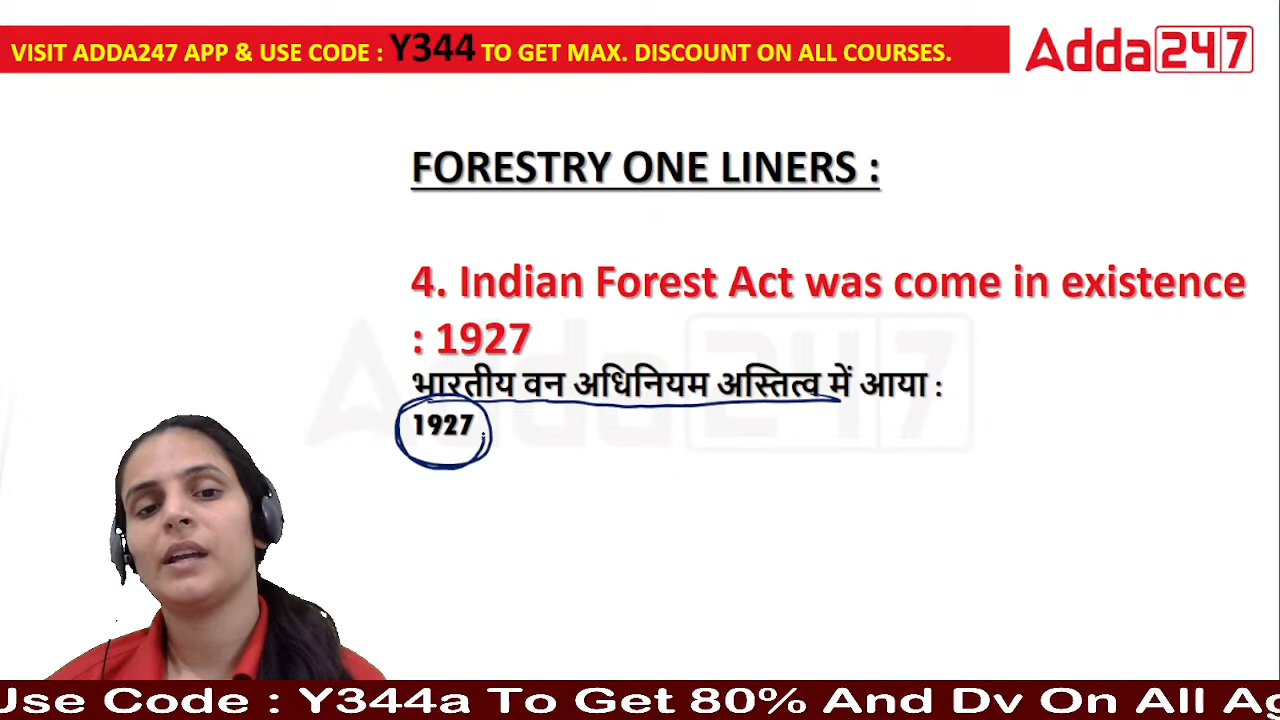 VISIT ADDA247 APP & USE CODE : Y344 TO GET MAX. DISCOUNT ON ALL COURSES.
Adda247
FORESTRY ONE LINERS :
4. Indian Forest Act was come in existence
: 1927
भारतीय वन अधिनियम अस्तित्व में आया :
1927
Adda247
Use Code : Y344a To Get 80% And Dv On All Ag